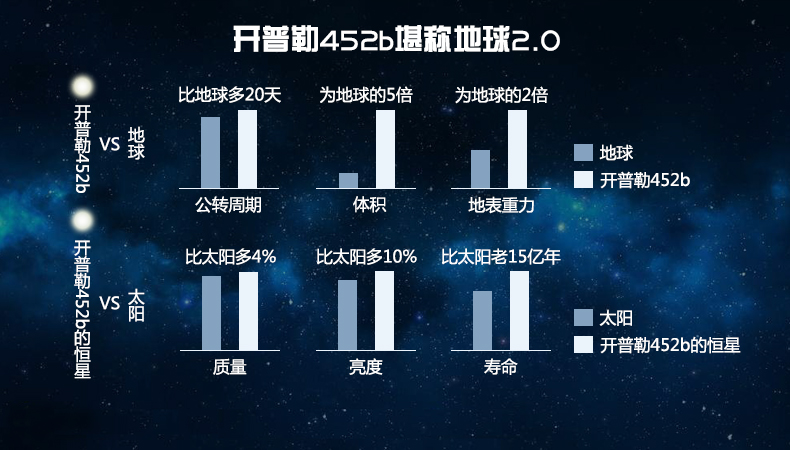 开普勒452b堪称地球2.0
比地球多20天
为地球的5倍
为地球的2倍
开普勒452b
VS
地球
公转周期
体积
地表重力
地球
开普勒452b
比太阳多4%
比太阳多10%
比太阳老15亿年
开普勒452b的恒星
VS
太阳
质量
亮度
寿命
太阳
开普勒452b的恒星